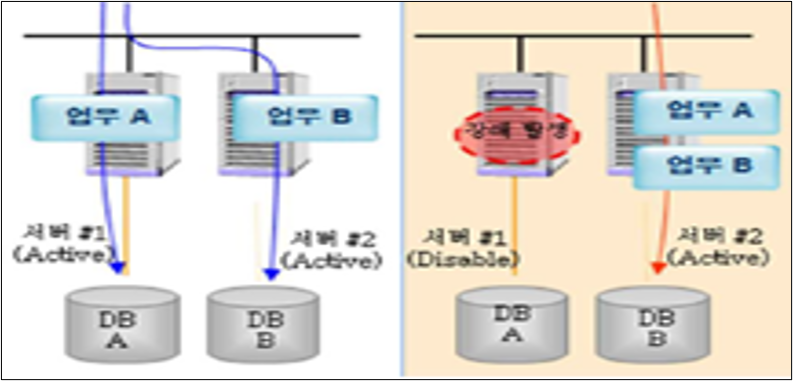 업무 A
업무 B
서버 #1
(Active)
서버 #2
(Active)
DB
A
DB
B
장애 발생
업무 A
업무 B
서버 #1
(Disable)
서버 #2
(Active)
DB
A
DB
B